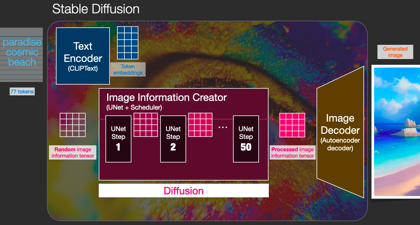 Stable Diffusion
paradise
cosmic
beach
77 tokens
Text
Encoder
(CLIPText)
Token
embeddings
Generated
image
Image Information Creator
(UNet + Scheduler)
UNet
Step
1
UNet
Step
2
...
UNet
Step
50
Random image
information tensor
Processed image
information tensor
Image
Decoder
(Autoencoder
decoder)
Diffusion